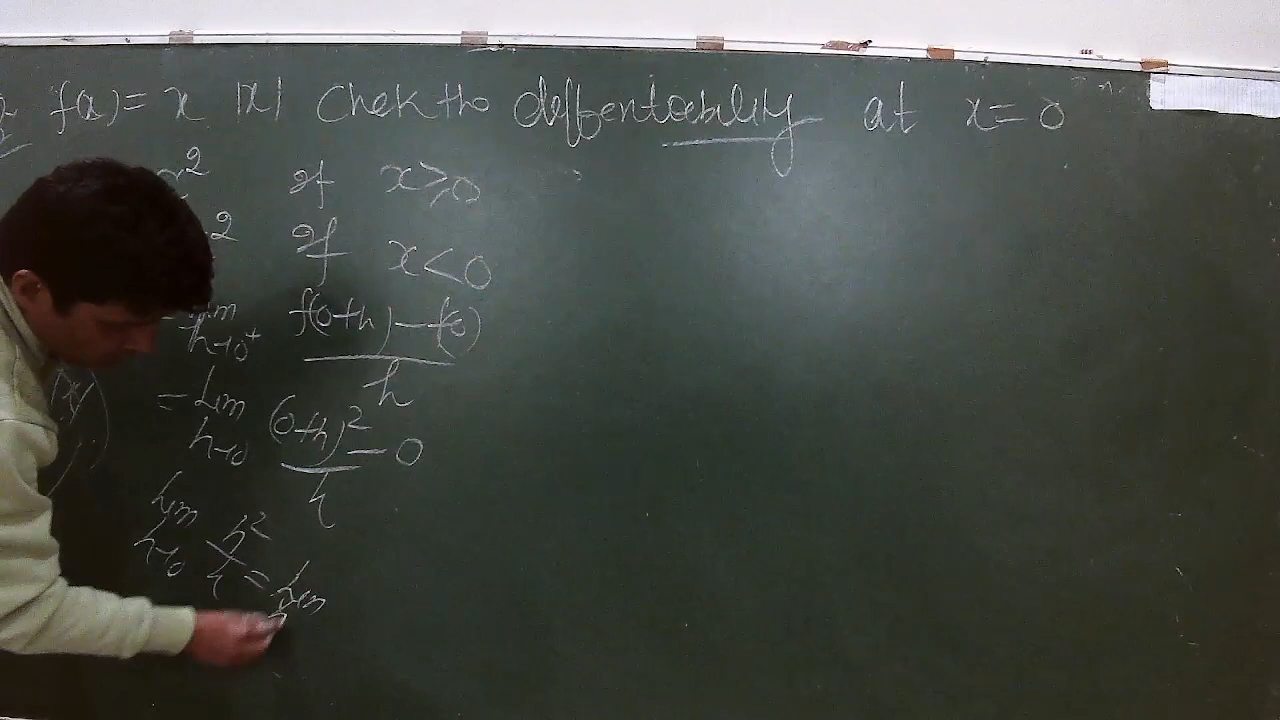 f(x) = x |x| Chek the deffentiability at x = 0
x² if x ≥ 0
² if x < 0
lim h→0⁺ f(0+h) - f(0) / h
= Lim h→0 (0+h)² - 0 / h
Lim h→0 h² / h = Lim